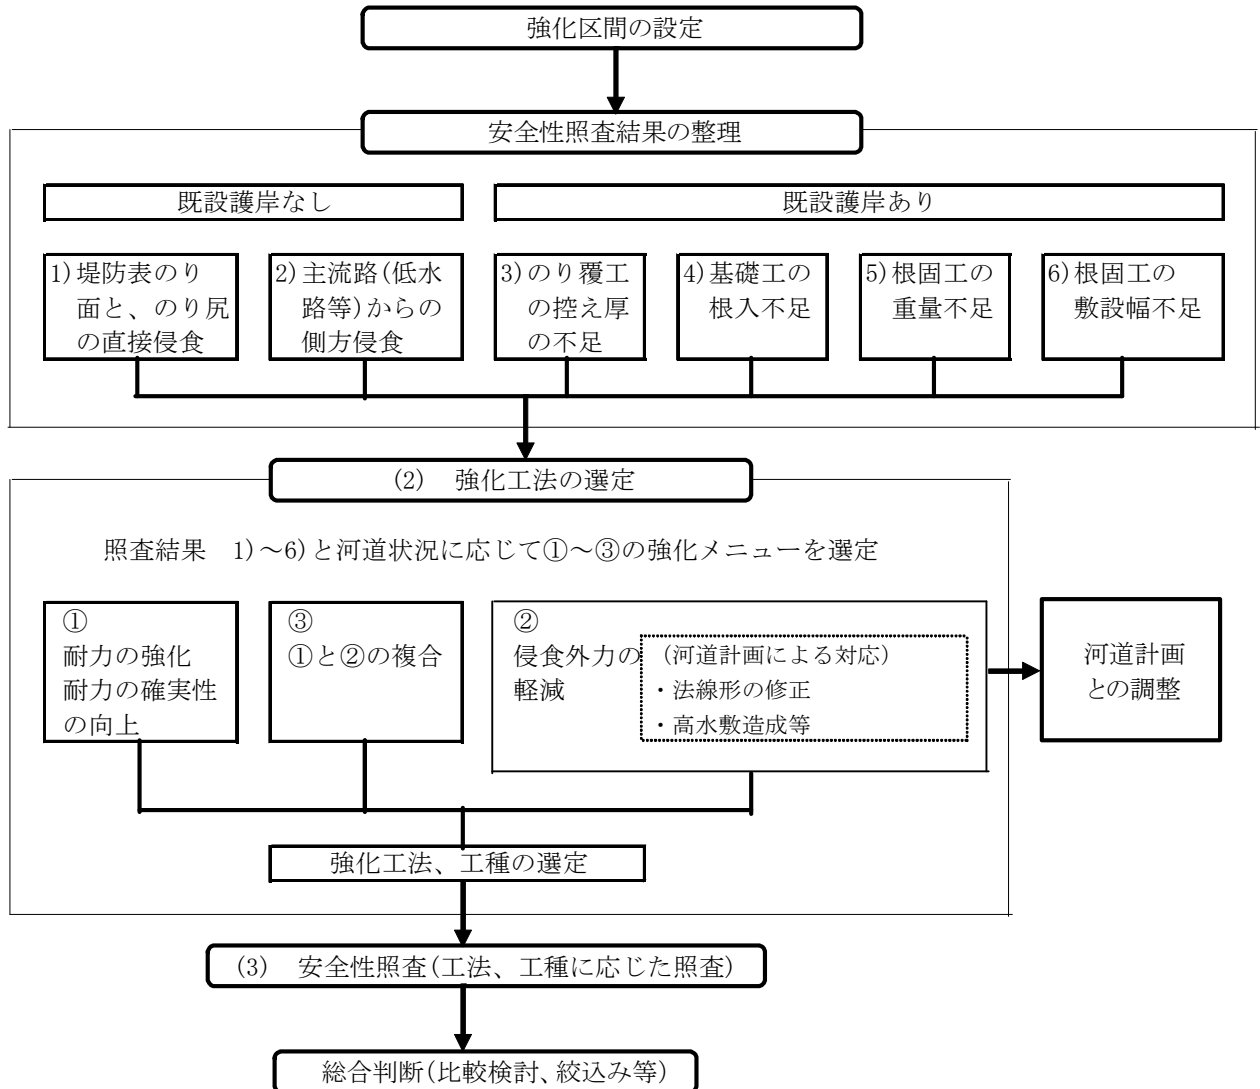 強化区間の設定
安全性照査結果の整理
既設護岸なし
既設護岸あり
1)堤防表のり
面と、のり尻
の直接侵食
2)主流路(低水
路等)からの
側方侵食
3)のり覆工
の控え厚
の不足
4)基礎工の
根入不足
5)根固工の
重量不足
6)根固工の
敷設幅不足
(2) 強化工法の選定
照査結果 1)～6)と河道状況に応じて①～③の強化メニューを選定
①
耐力の強化
耐力の確実性
の向上
③
①と②の複合
②
侵食外力の
軽減
(河道計画による対応)
・法線形の修正
・高水敷造成等
河道計画
との調整
強化工法、工種の選定
(3) 安全性照査(工法、工種に応じた照査)
総合判断(比較検討、絞込み等)